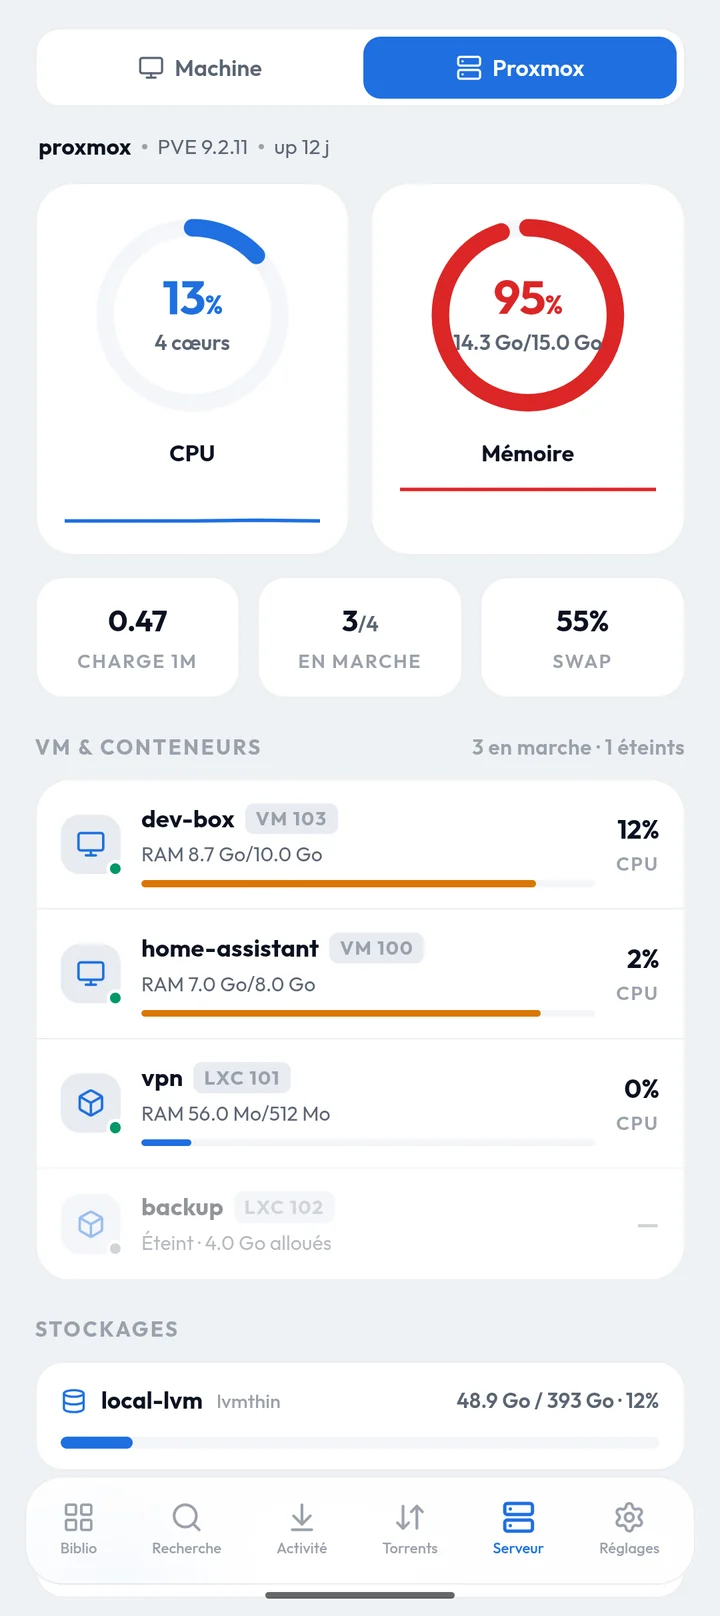 Machine
Proxmox
proxmox • PVE 9.2.11 • up 12 j
13%
4 cœurs
CPU
95%
14.3 Go/15.0 Go
Mémoire
0.47
CHARGE 1M
3/4
EN MARCHE
55%
SWAP
VM & CONTENEURS
3 en marche · 1 éteints
dev-box VM 103
RAM 8.7 Go/10.0 Go
12%
CPU
home-assistant VM 100
RAM 7.0 Go/8.0 Go
2%
CPU
vpn LXC 101
RAM 56.0 Mo/512 Mo
0%
CPU
backup LXC 102
Éteint · 4.0 Go alloués
—
STOCKAGES
local-lvm lvmthin 48.9 Go / 393 Go · 12%
Biblio
Recherche
Activité
Torrents
Serveur
Réglages